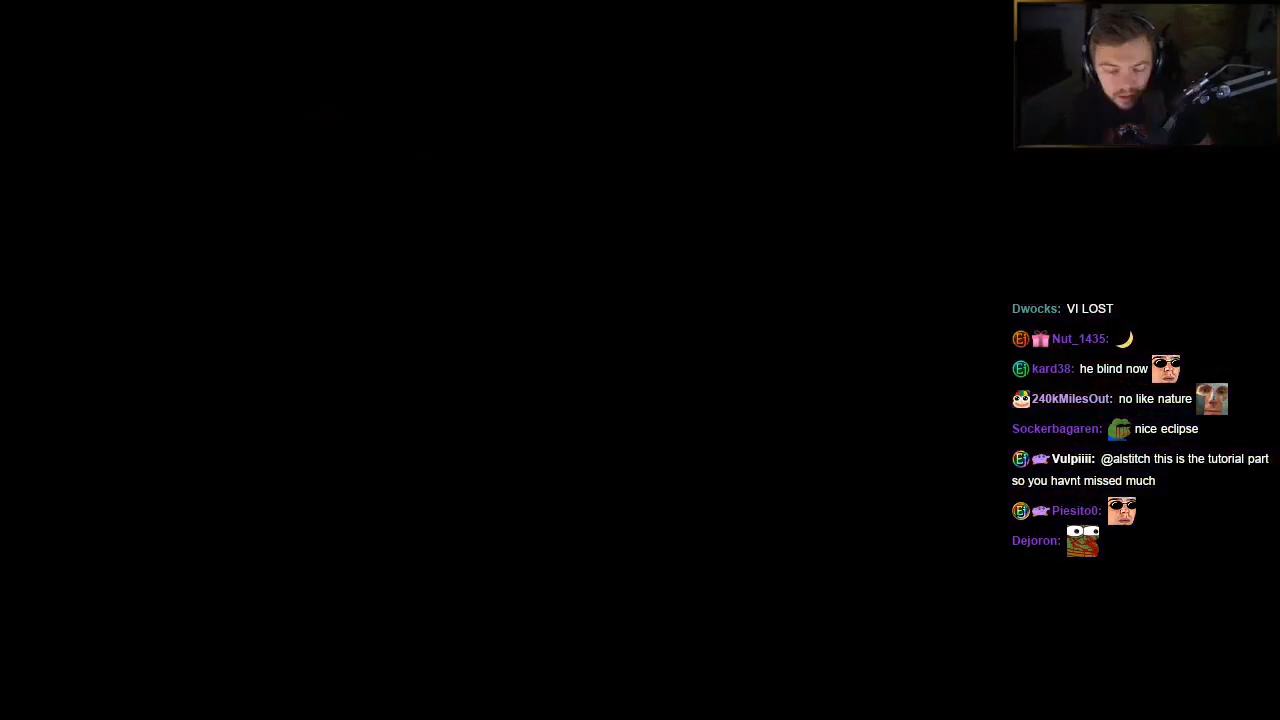 Dwocks: VI LOST
Nut_1435: 🌙
kard38: he blind now
240kMilesOut: no like nature
Sockerbagaren: nice eclipse
Vulpiiii: @alstitch this is the tutorial part
so you havnt missed much
Piesito0:
Dejoron: